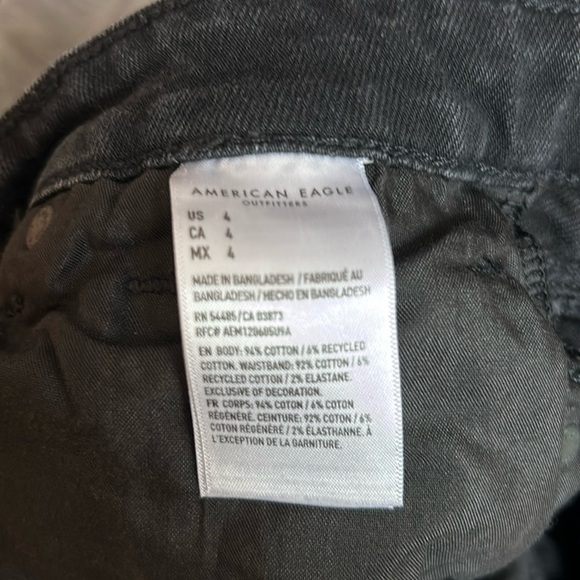 AMERICAN EAGLE
OUTFITTERS
US 4
CA 4
MX 4
MADE IN BANGLADESH / FABRIQUÉ AU
BANGLADESH / HECHO EN BANGLADESH
RN 54485 / CA 03873
RFC# AEM120605U9A
EN BODY: 94% COTTON / 6% RECYCLED
COTTON. WAISTBAND: 92% COTTON / 6%
RECYCLED COTTON / 2% ELASTANE.
EXCLUSIVE OF DECORATION.
FR CORPS: 94% COTON / 6% COTON
RÉGÉNÉRÉ. CEINTURE: 92% COTON / 6%
COTON RÉGÉNÉRÉ / 2% ÉLASTHANNE. À
L'EXCEPTION DE LA GARNITURE.